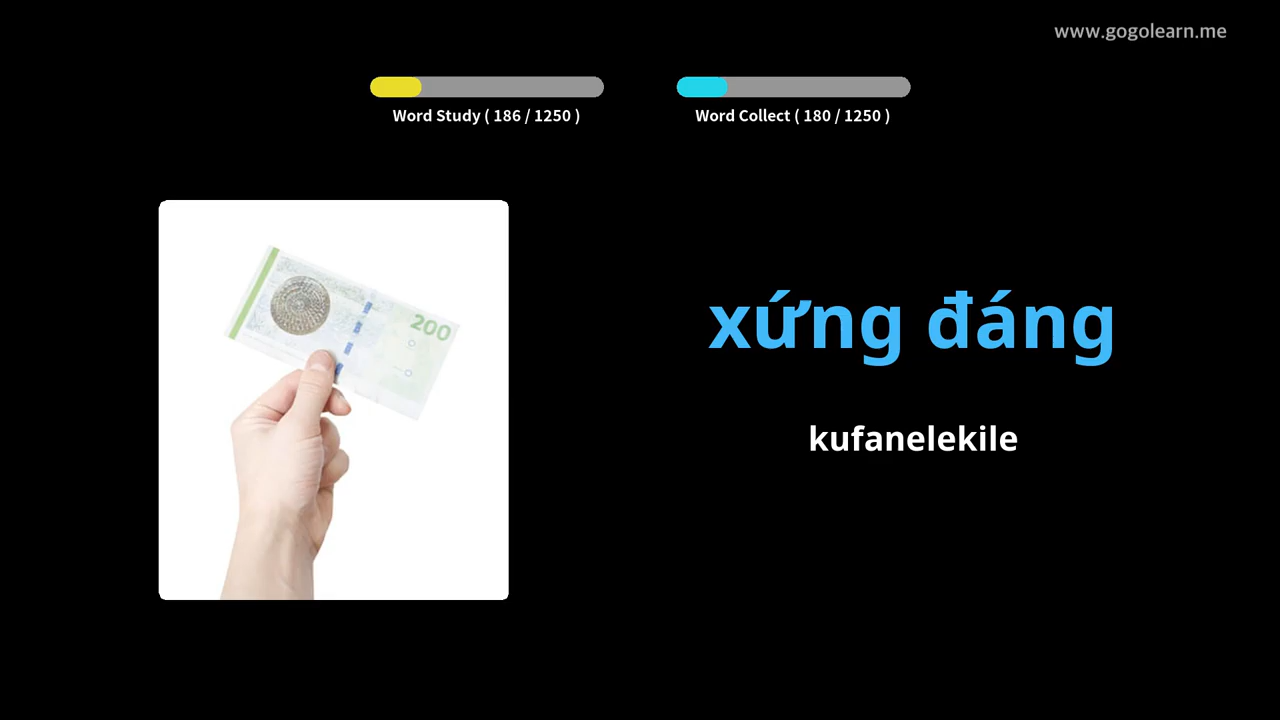 www.gogolearn.me
Word Study ( 186 / 1250 )
Word Collect ( 180 / 1250 )
200
xứng đáng
kufanelekile